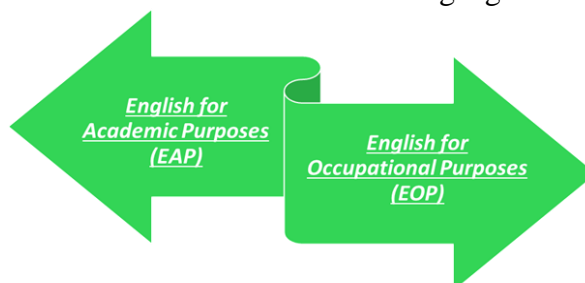 English for
Academic Purposes
(EAP)
English for
Occupational Purposes
(EOP)